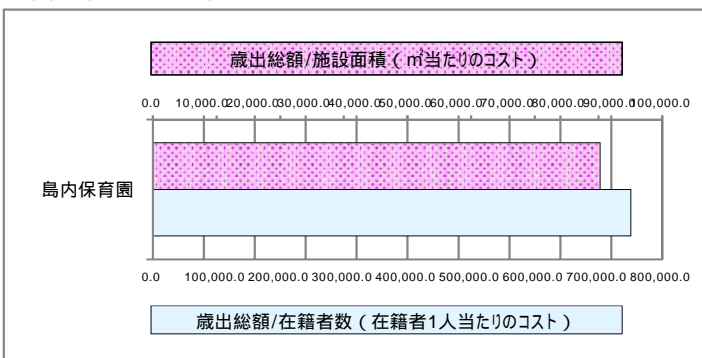 歳出総額/施設面積（㎡当たりのコスト）
0.0 10,000.0 20,000.0 30,000.0 40,000.0 50,000.0 60,000.0 70,000.0 80,000.0 90,000.0 100,000.0
島内保育園
0.0 100,000.0 200,000.0 300,000.0 400,000.0 500,000.0 600,000.0 700,000.0 800,000.0
歳出総額/在籍者数（在籍者1人当たりのコスト）